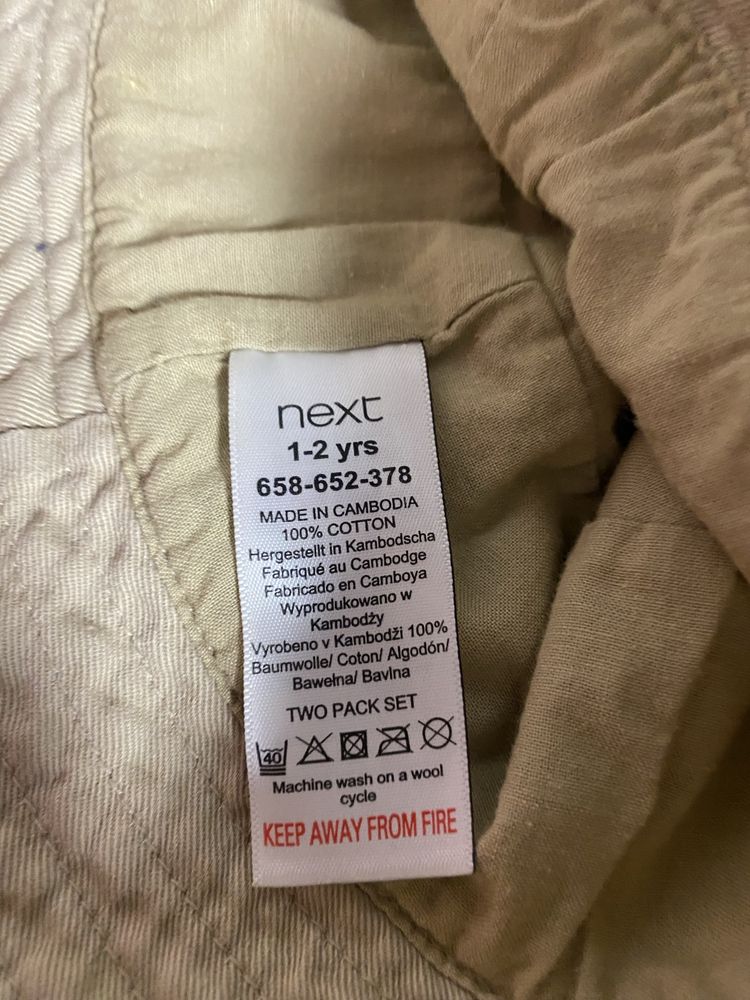 next
1-2 yrs
658-652-378
MADE IN CAMBODIA
100% COTTON
Hergestellt in Kambodscha
Fabriqué au Cambodge
Fabricado en Camboya
Wyprodukowano w
Kambodży
Vyrobeno v Kambodži 100%
Baumwolle/ Coton/ Algodón/
Bawełna/ Bavlna
TWO PACK SET
40
Machine wash on a wool
cycle
KEEP AWAY FROM FIRE